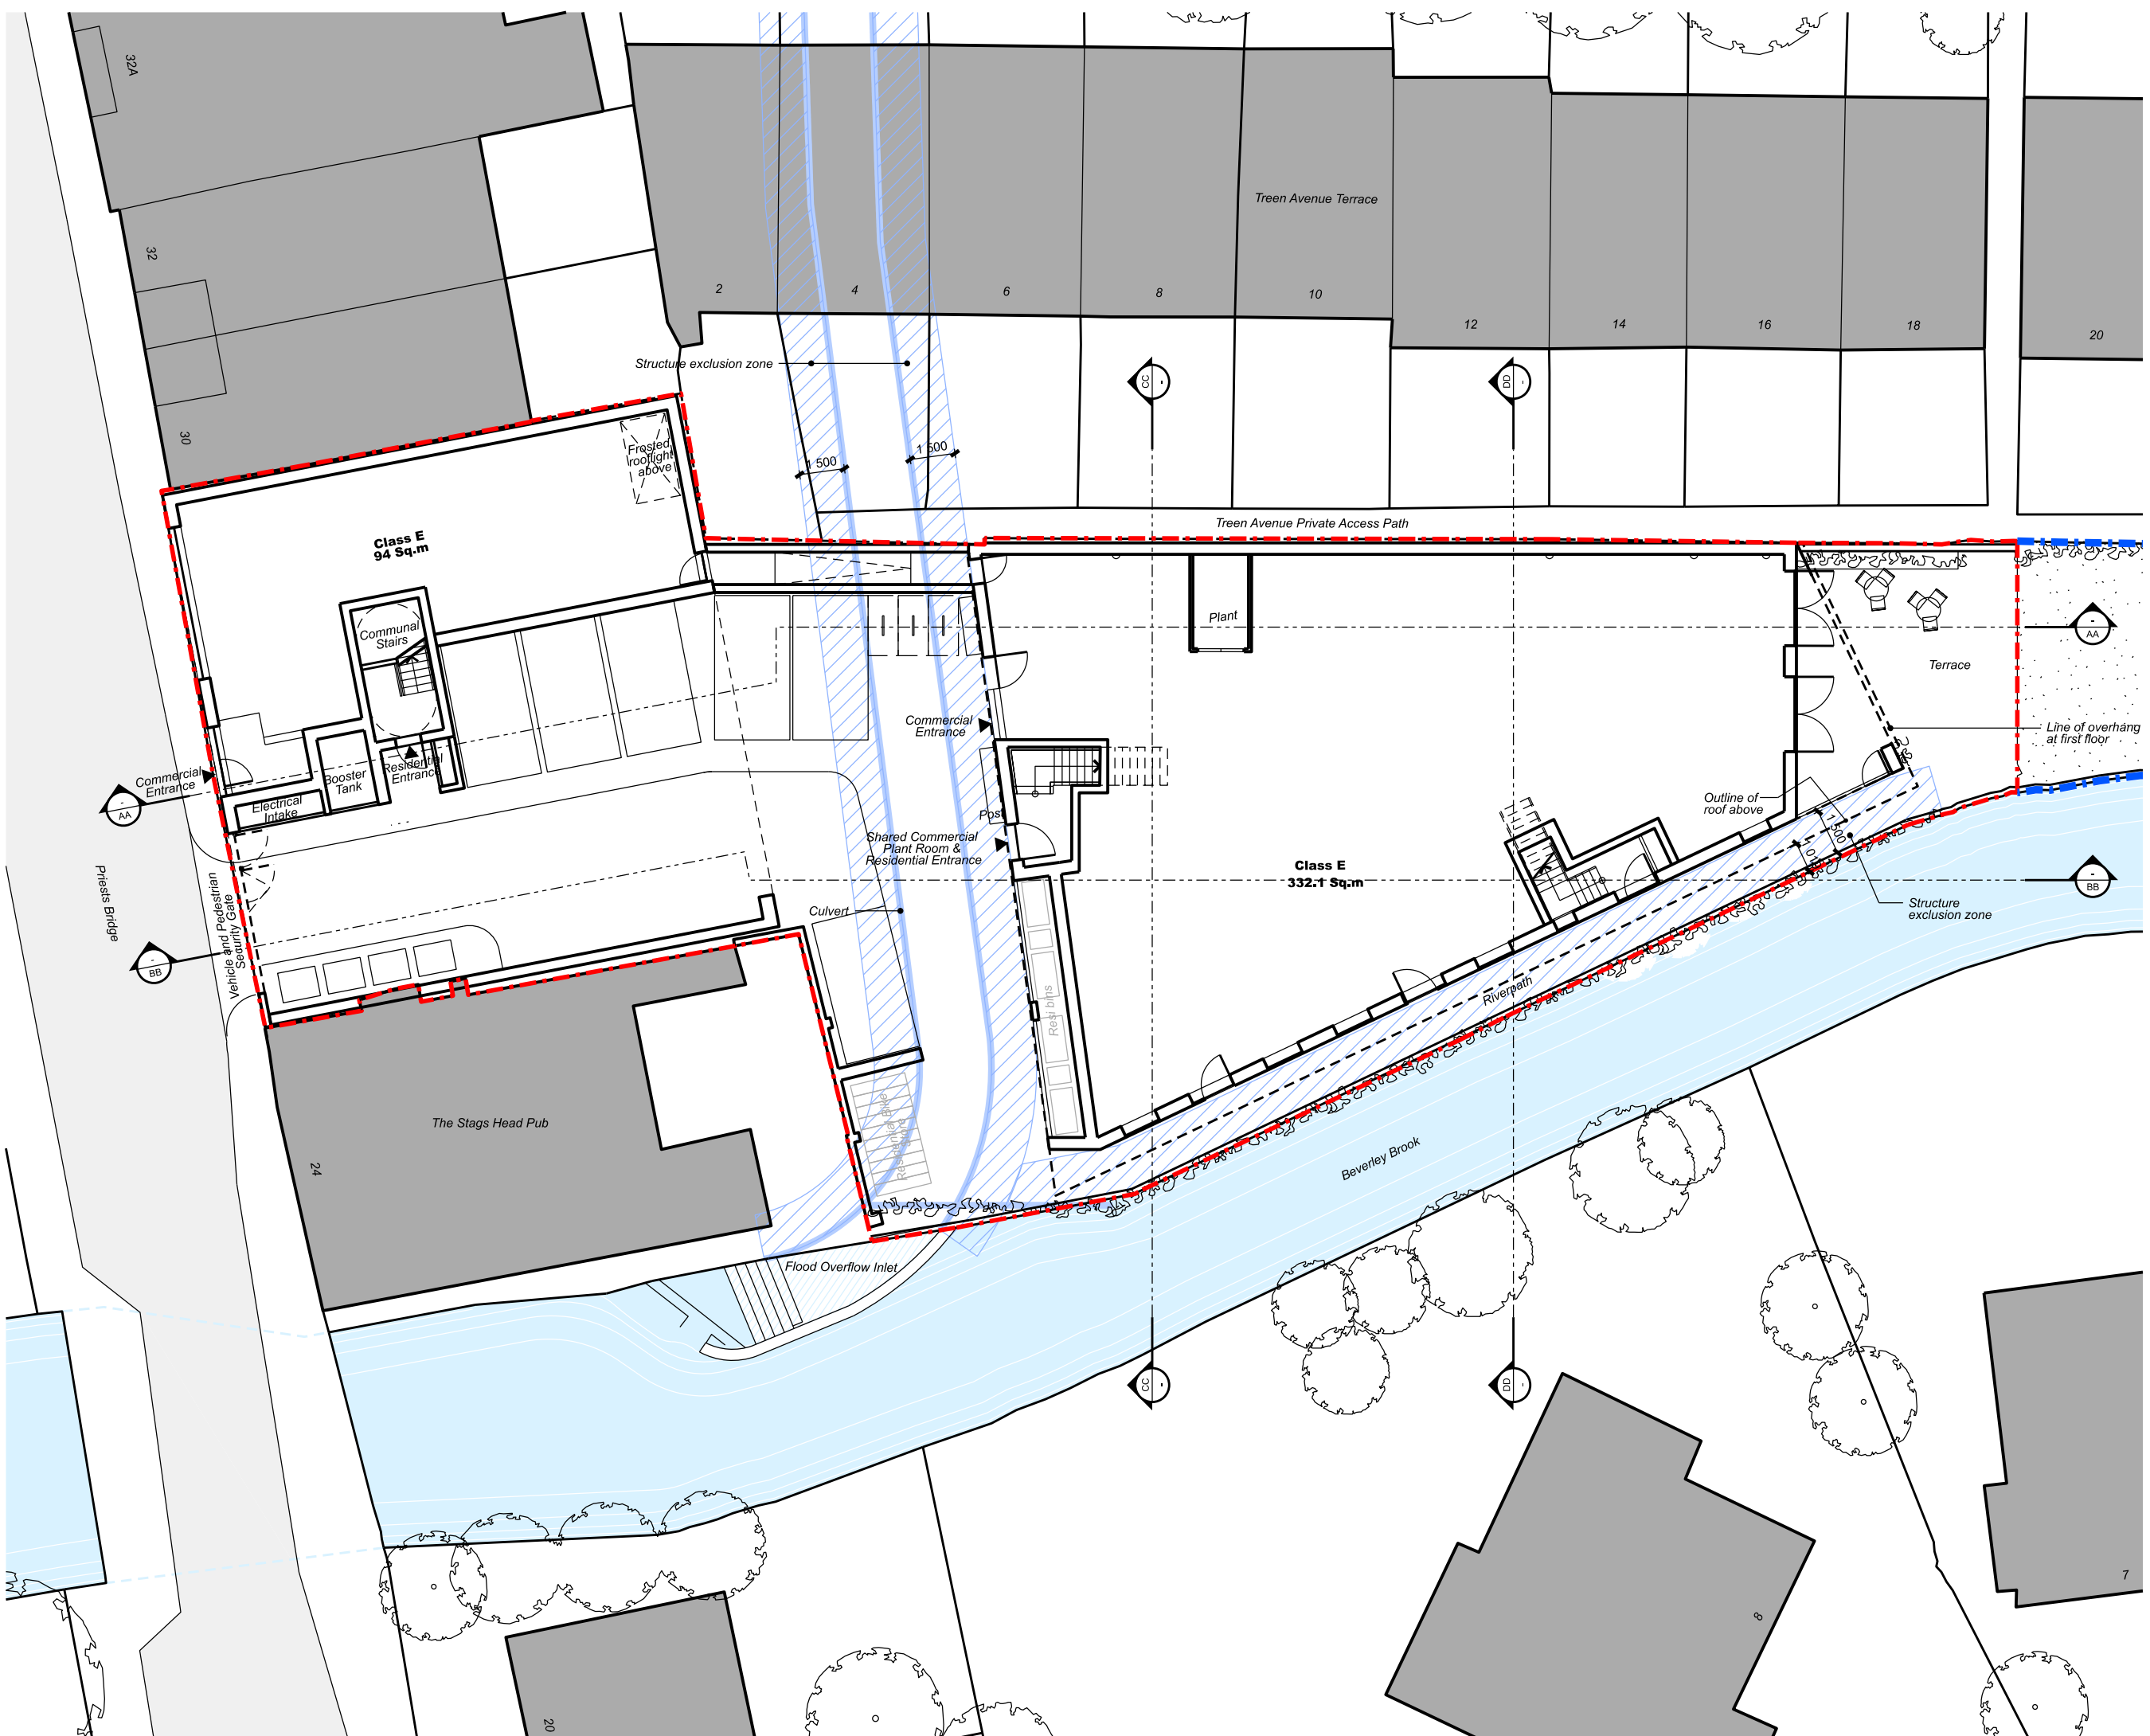 32A
32
30
Treen Avenue Terrace
2
4
6
8
10
12
14
16
18
20
Structure exclusion zone
CC
-
DD
-
1 500
1 500
Frosted
rooflight
above
Treen Avenue Private Access Path
Class E
94 Sq.m
Communal
Stairs
Plant
-
AA
Terrace
Line of overhang
at first floor
Commercial
Entrance
Commercial
Entrance
Booster
Tank
Residential
Entrance
Electrical
Intake
-
AA
Post
Shared Commercial
Plant Room &
Residential Entrance
Outline of
roof above
1 500
Class E
332.1 Sq.m
-
BB
Structure
exclusion zone
Priests Bridge
Vehicle and Pedestrian
Security Gate
-
BB
Culvert
Resi bins
Riverpath
The Stags Head Pub
24
Residential Bike
Store
Beverley Brook
Flood Overflow Inlet
CC
-
DD
-
8
7
20